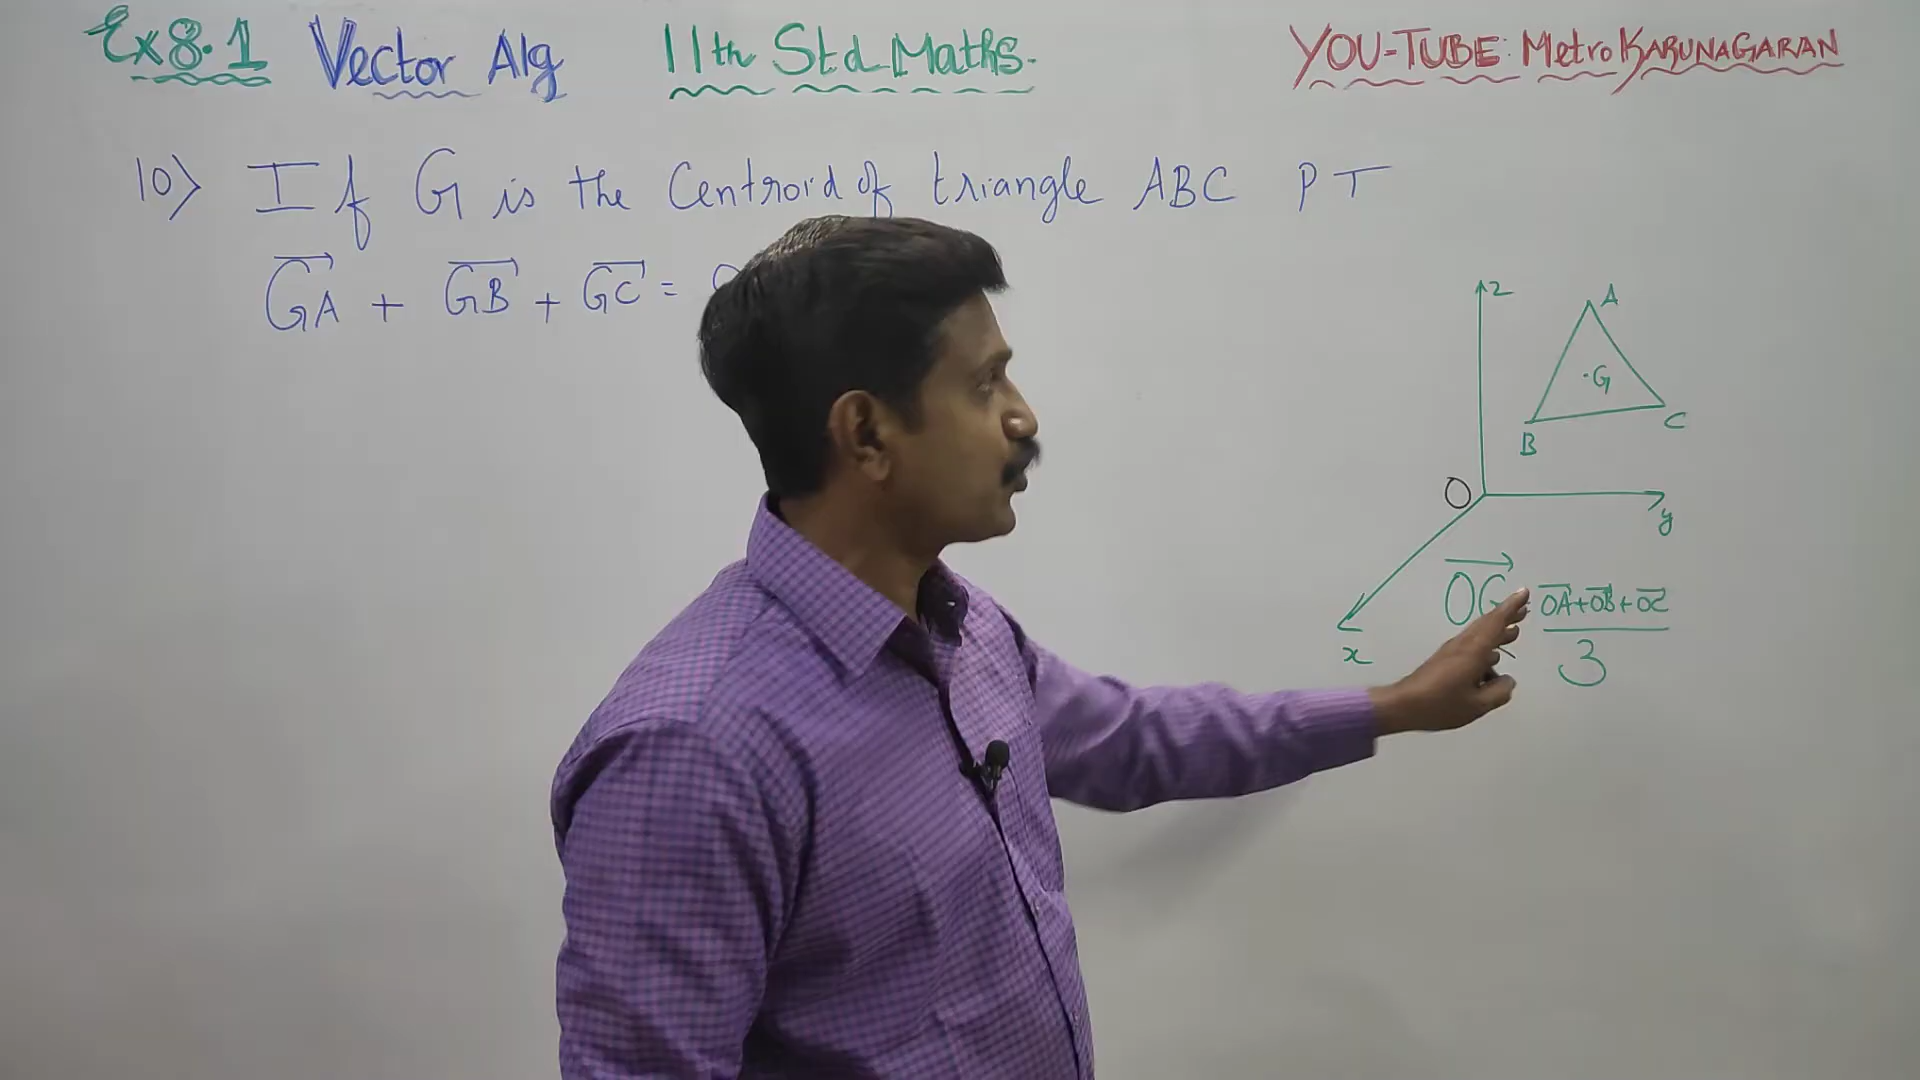 Ex 8.1 Vector Alg 11th Std Maths. YOU-TUBE: Metro KARUNAGARAN
10) If G is the Centroid of triangle ABC PT
GA + GB + GC =
z
A
G
B
C
O
y
x
OG = OA+OB+OC
3